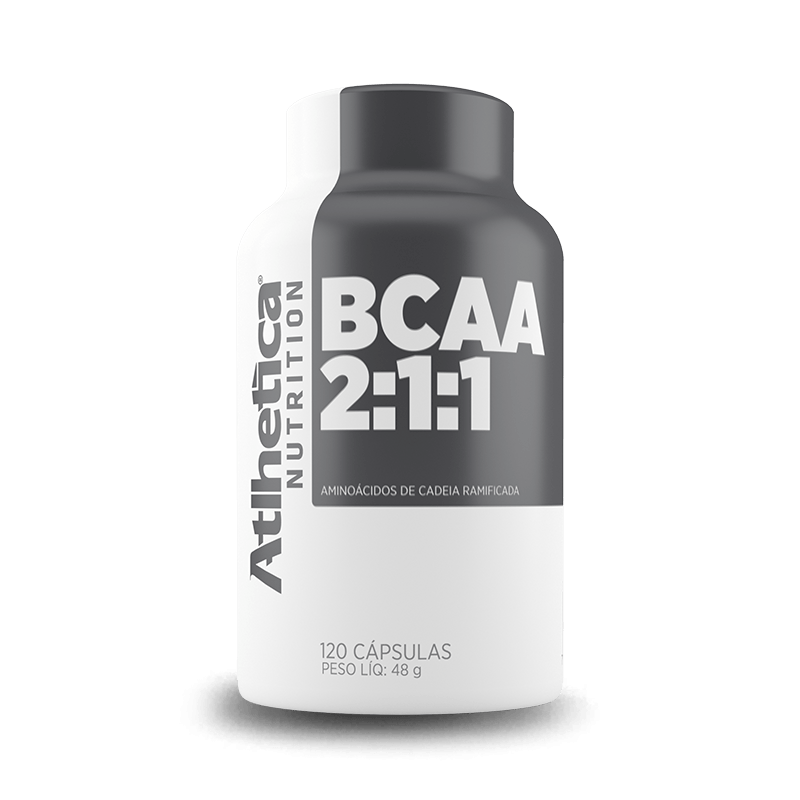 Atlhetica®
NUTRITION
BCAA
2:1:1
AMINOÁCIDOS DE CADEIA RAMIFICADA
120 CÁPSULAS
PESO LÍQ: 48 g